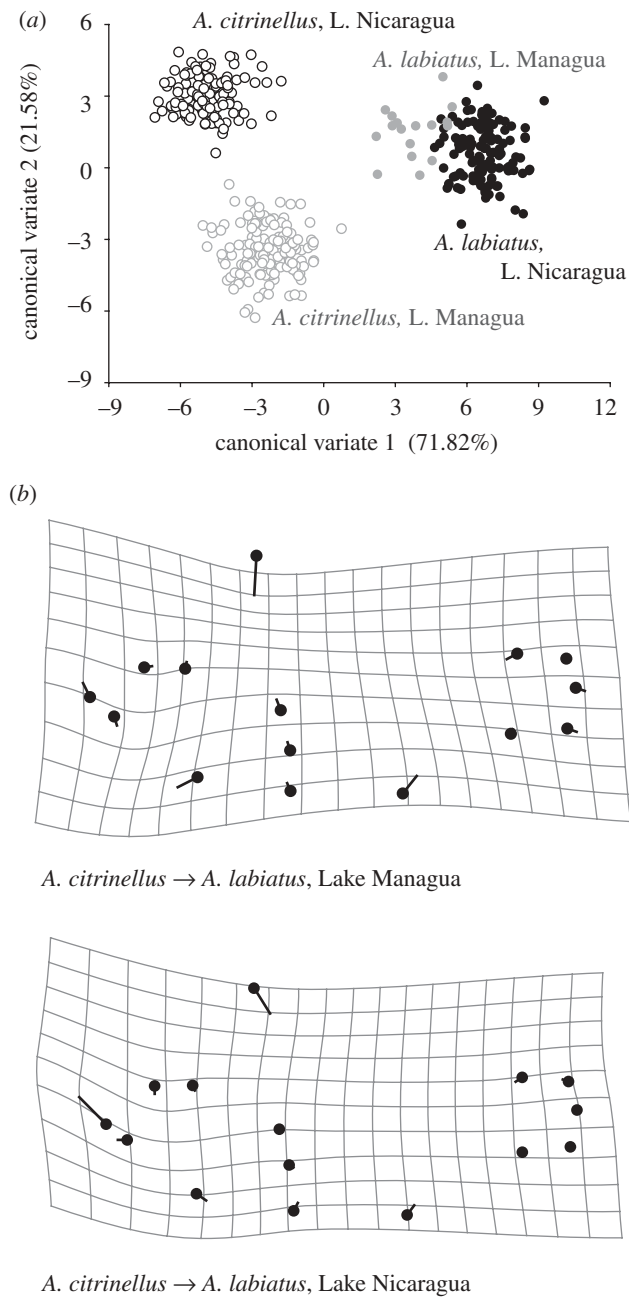 (a)
6
3
0
–3
–6
–9
canonical variate 2 (21.58%)
A. citrinellus, L. Nicaragua
A. labiatus, L. Managua
A. labiatus,
L. Nicaragua
A. citrinellus, L. Managua
–9 –6 –3 0 3 6 9 12
canonical variate 1 (71.82%)
(b)
A. citrinellus → A. labiatus, Lake Managua
A. citrinellus → A. labiatus, Lake Nicaragua